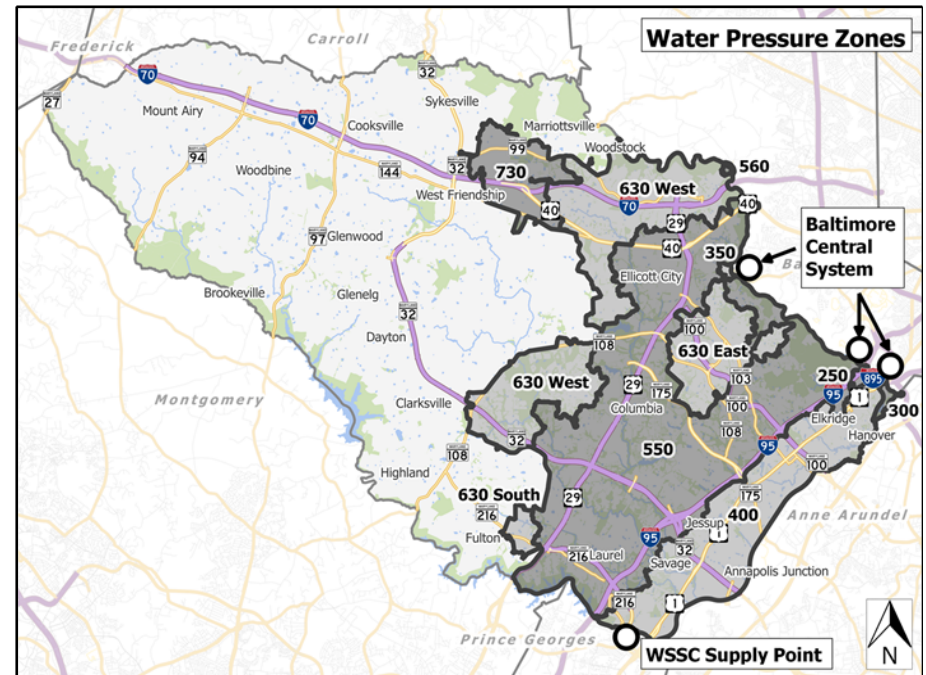 Water Pressure Zones
Frederick
Carroll
70
32
27
Mount Airy
Sykesville
70
Cooksville
Marriottsville
99
Woodstock
94
Woodbine
144
32
730
560
West Friendship
630 West
70
40
40
29
Baltimore
Central
System
97
Glenwood
40
350
Ba
Ellicott City
Brookeville
Glenelg
32
100
Dayton
108
630 East
630 West
29
175
103
250
895
95
1
Montgomery
Clarksville
Columbia
100
Elkridge
300
32
108
95
Hanover
108
550
100
Highland
630 South
175
29
400
Anne Arundel
216
Jessup
1
Fulton
95
216
Laurel
32
Savage
Annapolis Junction
216
1
Prince Georges
WSSC Supply Point
N